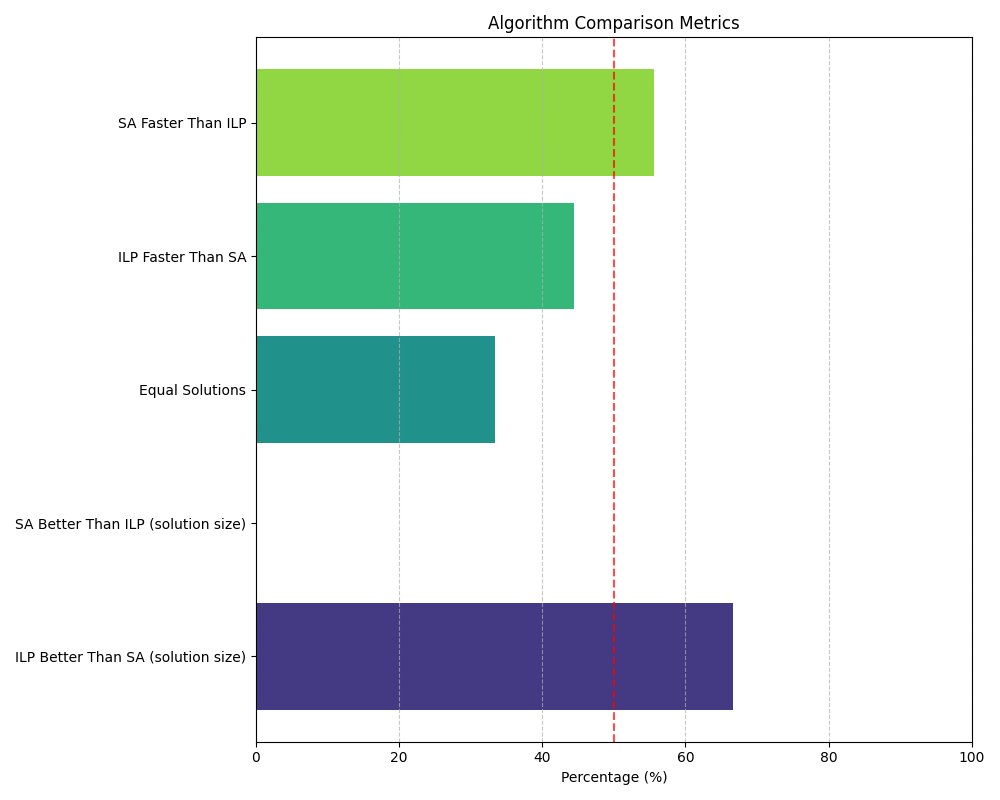 Algorithm Comparison Metrics
SA Faster Than ILP
ILP Faster Than SA
Equal Solutions
SA Better Than ILP (solution size)
ILP Better Than SA (solution size)
0 20 40 60 80 100
Percentage (%)